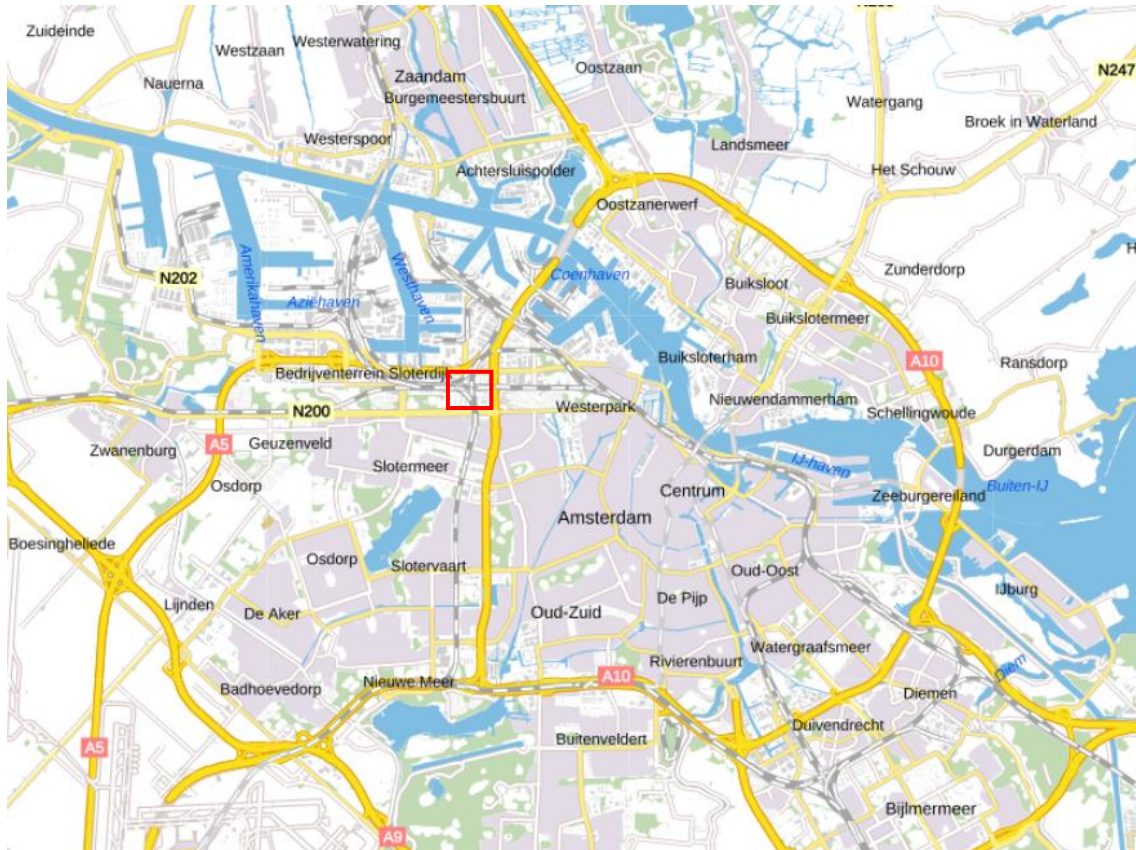 Zuideinde
Westzaan
Westerwatering
Nauerna
Zaandam
Burgemeestersbuurt
Oostzaan
N247
Watergang
Broek in Waterland
Westerspoor
Landsmeer
Achtersluispolder
Het Schouw
Oostzanerwerf
N202
Amerikahaven
Aziëhaven
Westhaven
Coenhaven
Zunderdorp
Buiksloot
Buikslotermeer
Buiksloterham
A10
Ransdorp
Bedrijventerrein Sloterdijk
N200
Westerpark
Nieuwendammerham
Schellingwoude
Zwanenburg
A5
Geuzenveld
Slotermeer
Durgerdam
Osdorp
IJ-haven
Buiten-IJ
Centrum
Zeeburgereiland
Amsterdam
Boesingheliede
Osdorp
Slotervaart
Oud-Oost
IJburg
Lijnden
De Aker
Oud-Zuid
De Pijp
Watergraafsmeer
Rivierenbuurt
Diem
Badhoevedorp
Nieuwe Meer
A10
Diemen
A5
Buitenveldert
Duivendrecht
A9
Bijlmermeer